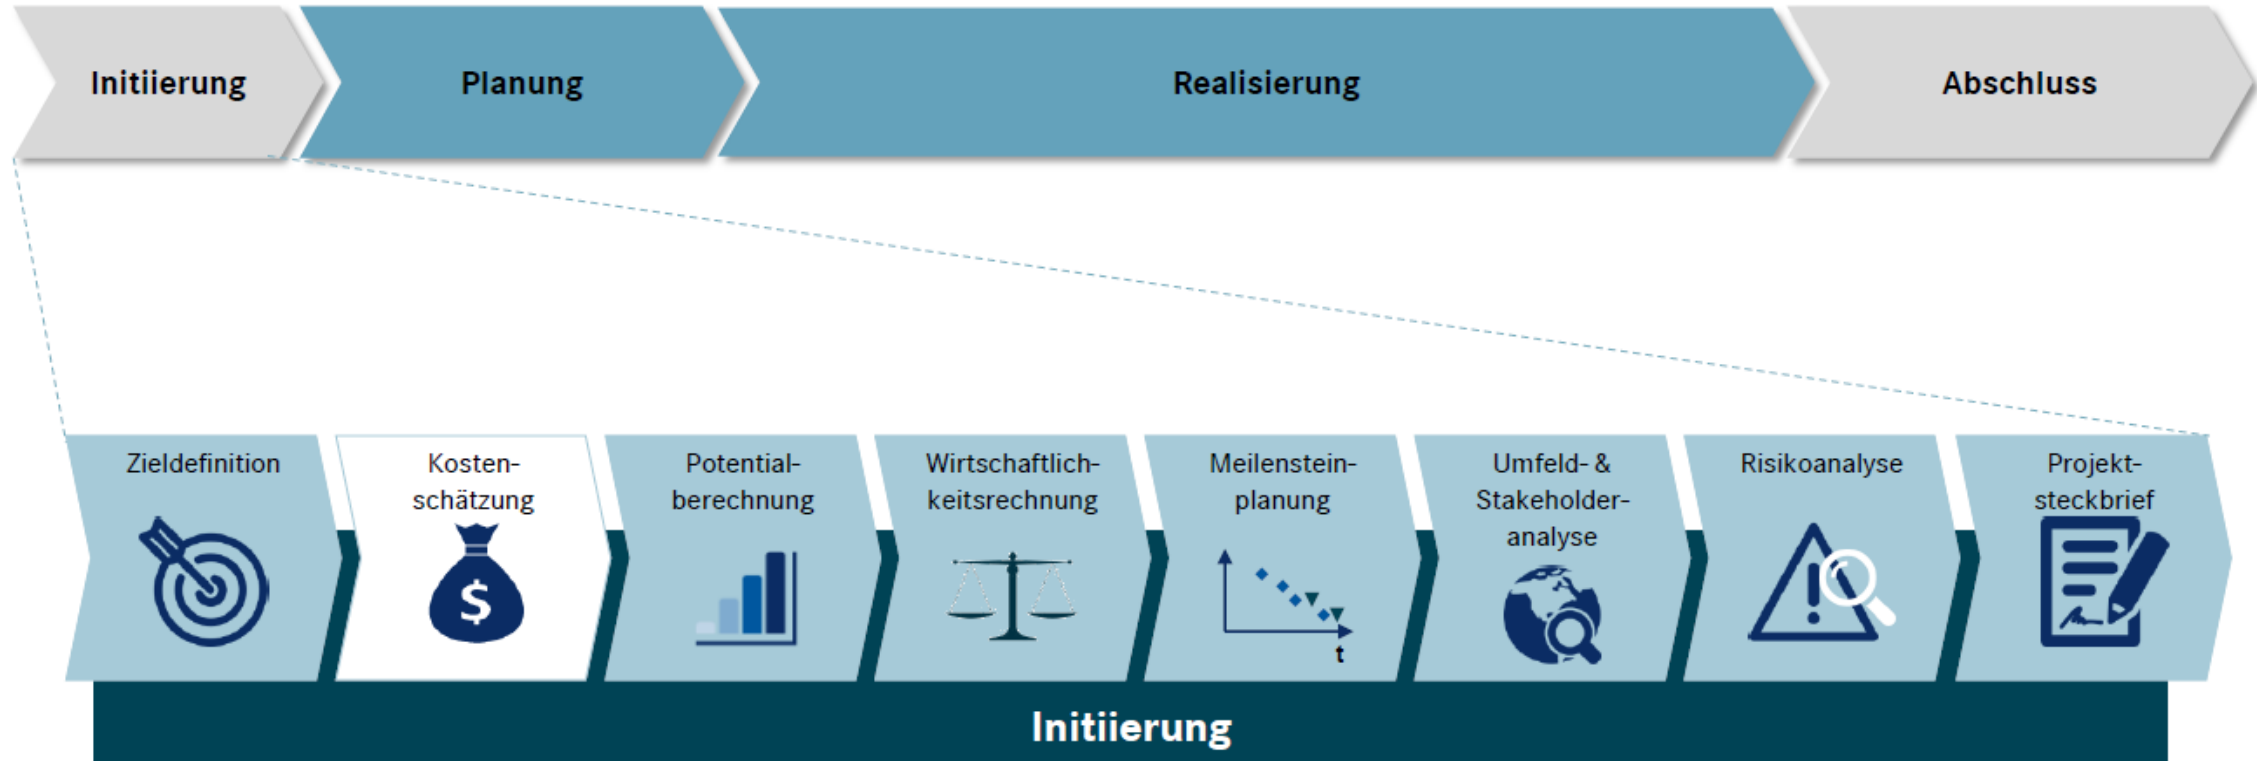 Initiierung
Planung
Realisierung
Abschluss
Zieldefinition
Kosten-
schätzung
$
Potential-
berechnung
Wirtschaftlich-
keitsrechnung
Meilenstein-
planung
t
Umfeld- &
Stakeholder-
analyse
Risikoanalyse
!
Projekt-
steckbrief
Initiierung